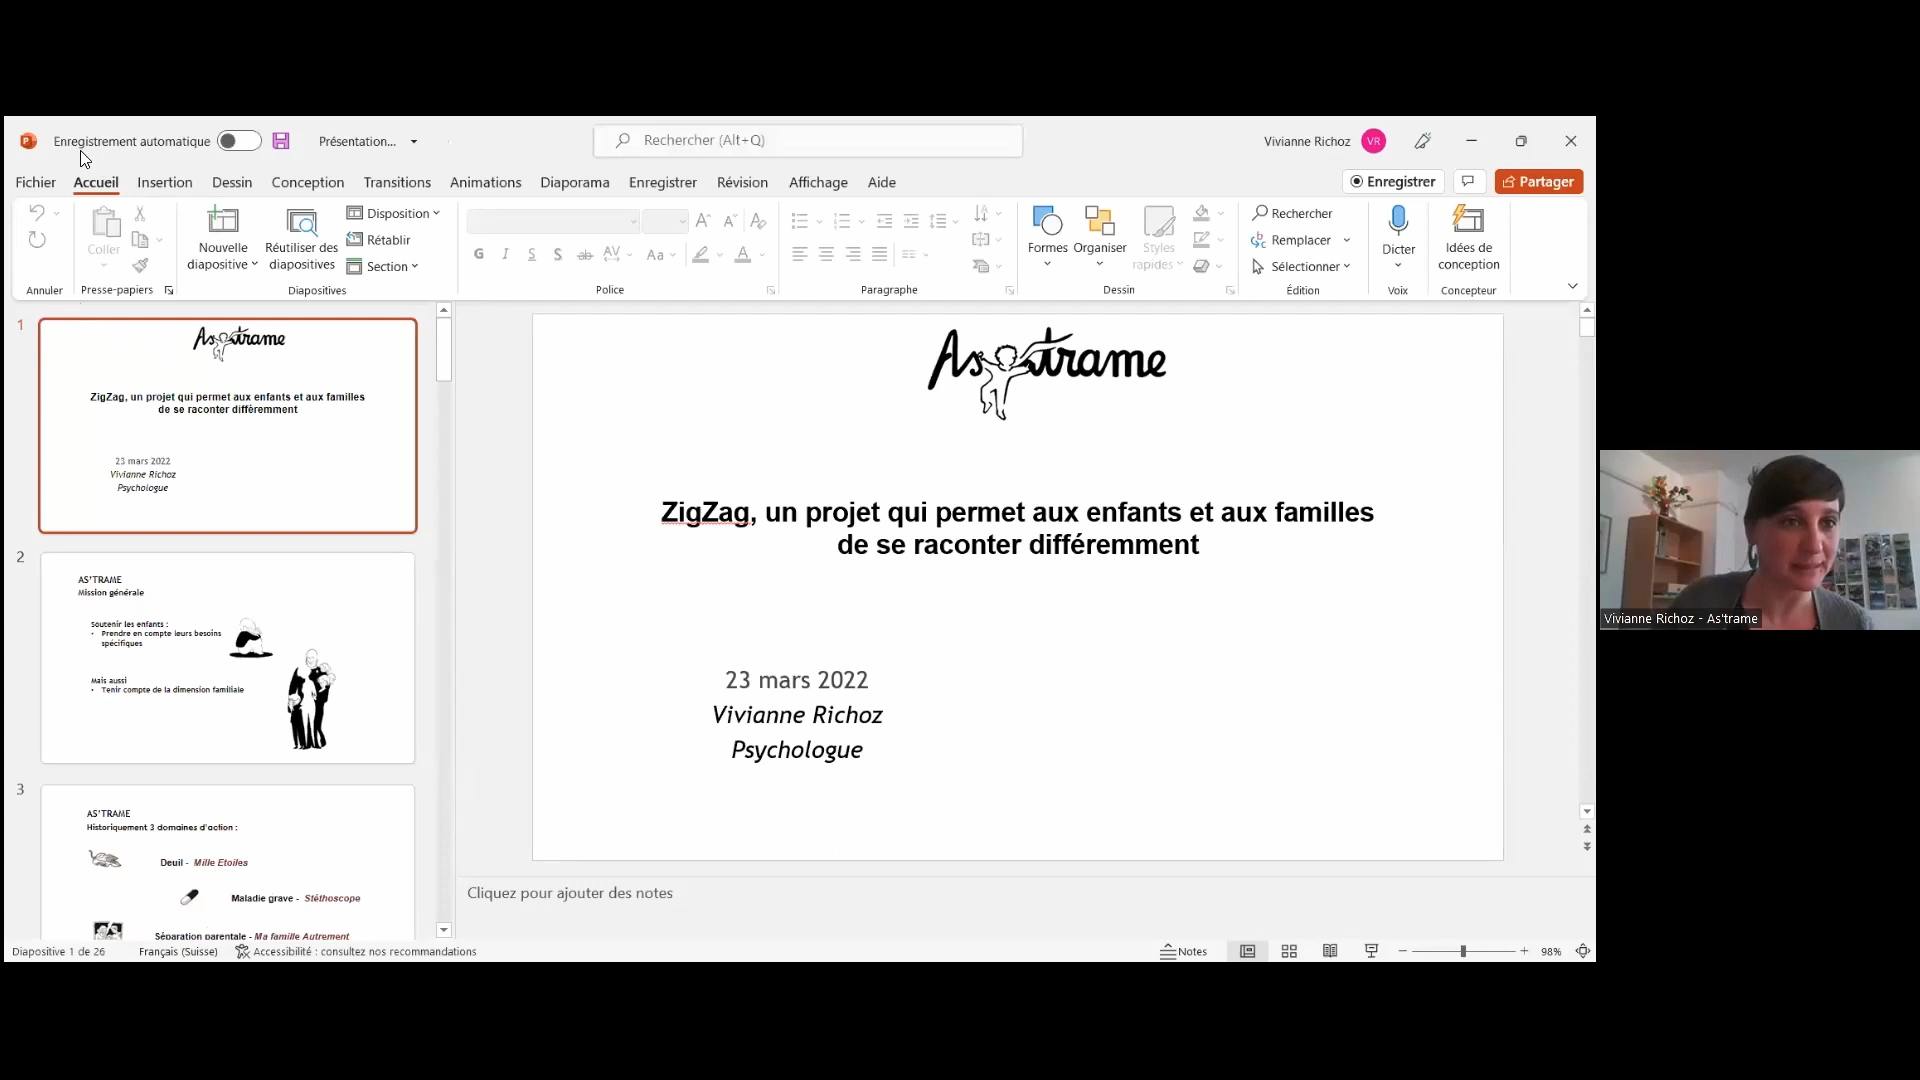 Enregistrement automatique
Présentation...
Rechercher (Alt+Q)
Vivianne Richoz
VR
Fichier Accueil Insertion Dessin Conception Transitions Animations Diaporama Enregistrer Révision Affichage Aide
Enregistrer
Partager
Coller
Nouvelle
diapositive
Réutiliser des
diapositives
Disposition
Rétablir
Section
G I S S ab AV Aa A
Formes
Organiser
Styles
rapides
Rechercher
Remplacer
Sélectionner
Dicter
Idées de
conception
Annuler
Presse-papiers
Diapositives
Police
Paragraphe
Dessin
Édition
Voix
Concepteur
1
As'trame
ZigZag, un projet qui permet aux enfants et aux familles
de se raconter différemment
23 mars 2022
Vivianne Richoz
Psychologue
2
AS'TRAME
Mission générale
Soutenir les enfants :
• Prendre en compte leurs besoins
spécifiques
Mais aussi
• Tenir compte de la dimension familiale
3
AS'TRAME
Historiquement 3 domaines d'action :
Deuil - Mille Etoiles
Maladie grave - Stéthoscope
Séparation parentale - Ma famille Autrement
As'trame
ZigZag, un projet qui permet aux enfants et aux familles
de se raconter différemment
23 mars 2022
Vivianne Richoz
Psychologue
Cliquez pour ajouter des notes
Diapositive 1 de 26
Français (Suisse)
Accessibilité : consultez nos recommandations
Notes
98%
Vivianne Richoz - As'trame